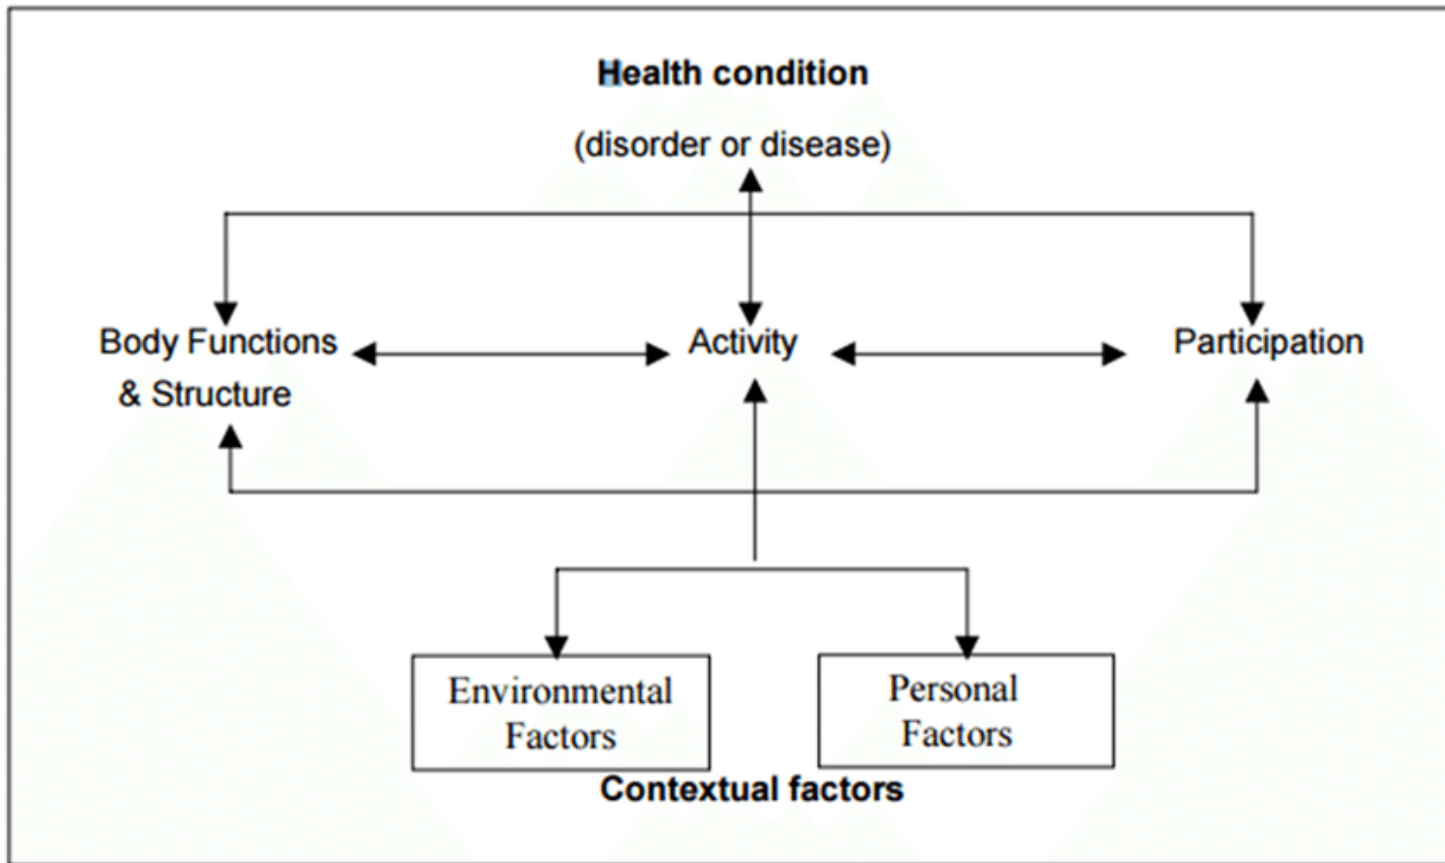 Health condition
(disorder or disease)
Body Functions
& Structure
Activity
Participation
Environmental
Factors
Personal
Factors
Contextual factors